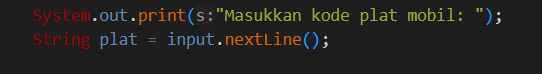 System.out.print(s:"Masukkan kode plat mobil: ");
String plat = input.nextLine();